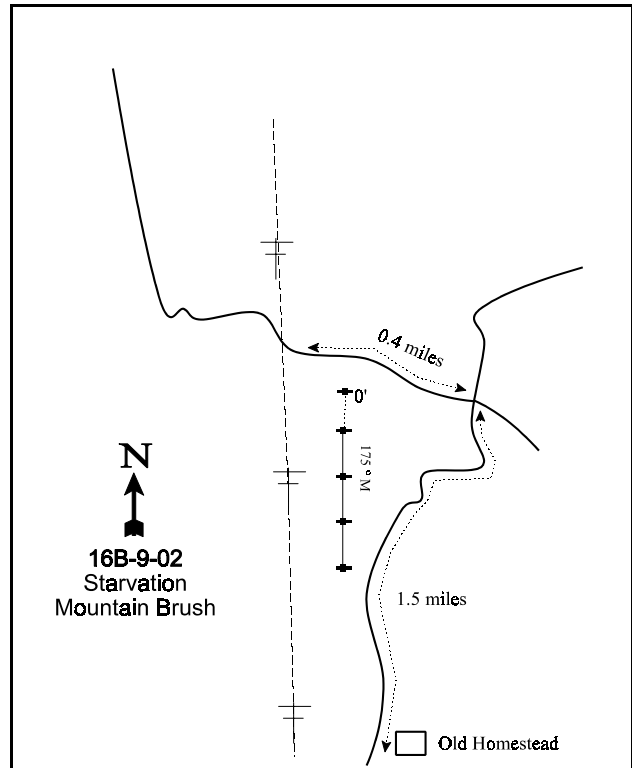 0.4 miles
0'
175° M
N
16B-9-02
Starvation
Mountain Brush
1.5 miles
Old Homestead